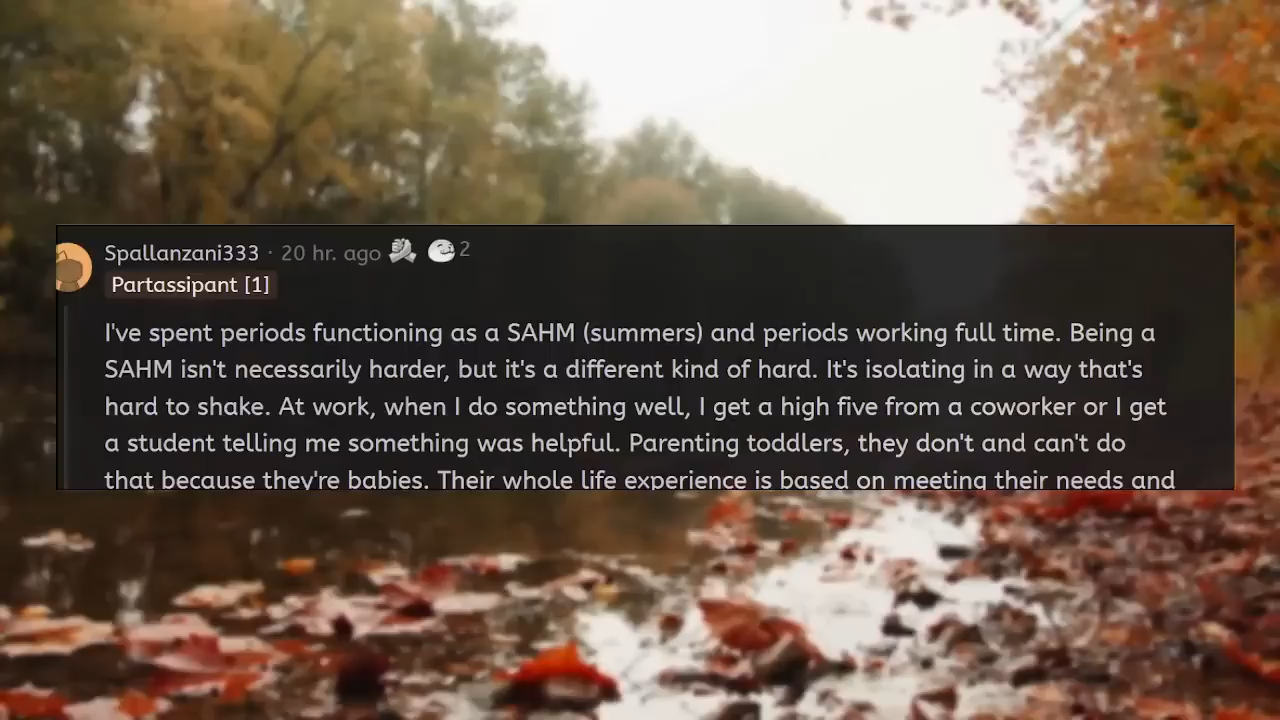 Spallanzani333 · 20 hr. ago 2
Partassipant [1]
I've spent periods functioning as a SAHM (summers) and periods working full time. Being a
SAHM isn't necessarily harder, but it's a different kind of hard. It's isolating in a way that's
hard to shake. At work, when I do something well, I get a high five from a coworker or I get
a student telling me something was helpful. Parenting toddlers, they don't and can't do
that because they're babies. Their whole life experience is based on meeting their needs and